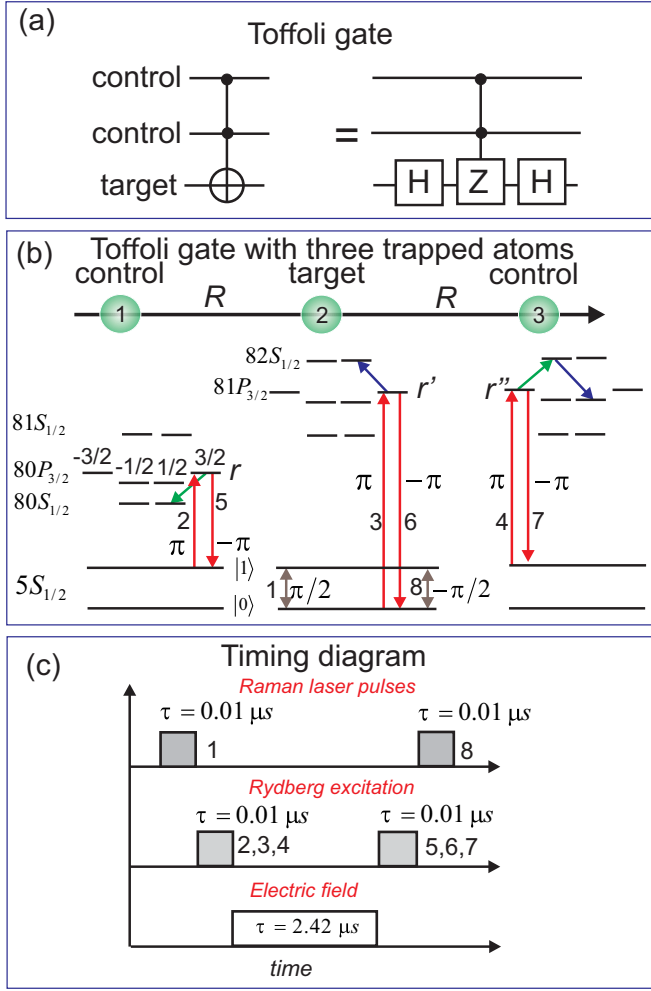 (a)
Toffoli gate
control
control
target
=
H Z H
(b)
Toffoli gate with three trapped atoms
control target control
R R
1 2 3
82S1/2
81P3/2 r' r"
81S1/2
-3/2 -1/2 1/2 3/2
80P3/2 r
80S1/2
2 5
π -π
π -π
3 6
π -π
4 7
|1⟩
5S1/2
1 π/2 8 -π/2
|0⟩
(c)
Timing diagram
Raman laser pulses
τ = 0.01 μs τ = 0.01 μs
1 8
Rydberg excitation
τ = 0.01 μs τ = 0.01 μs
2,3,4 5,6,7
Electric field
τ = 2.42 μs
time